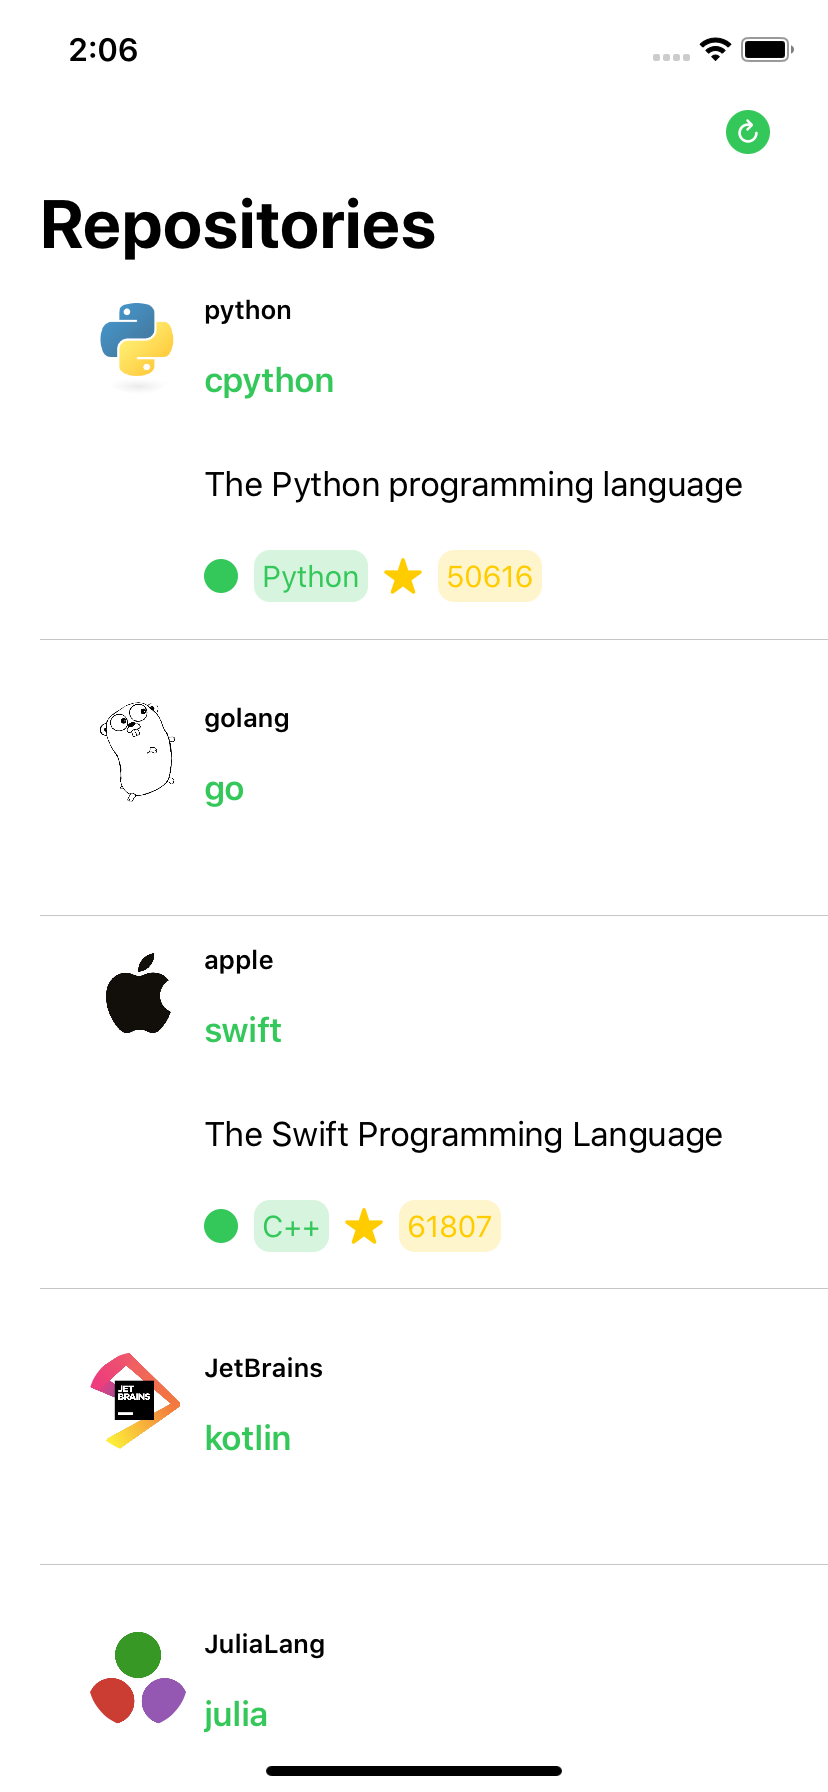 2:06
Repositories
python
cpython
The Python programming language
Python 50616
golang
go
apple
swift
The Swift Programming Language
C++ 61807
JET
BRAINS
JetBrains
kotlin
JuliaLang
julia